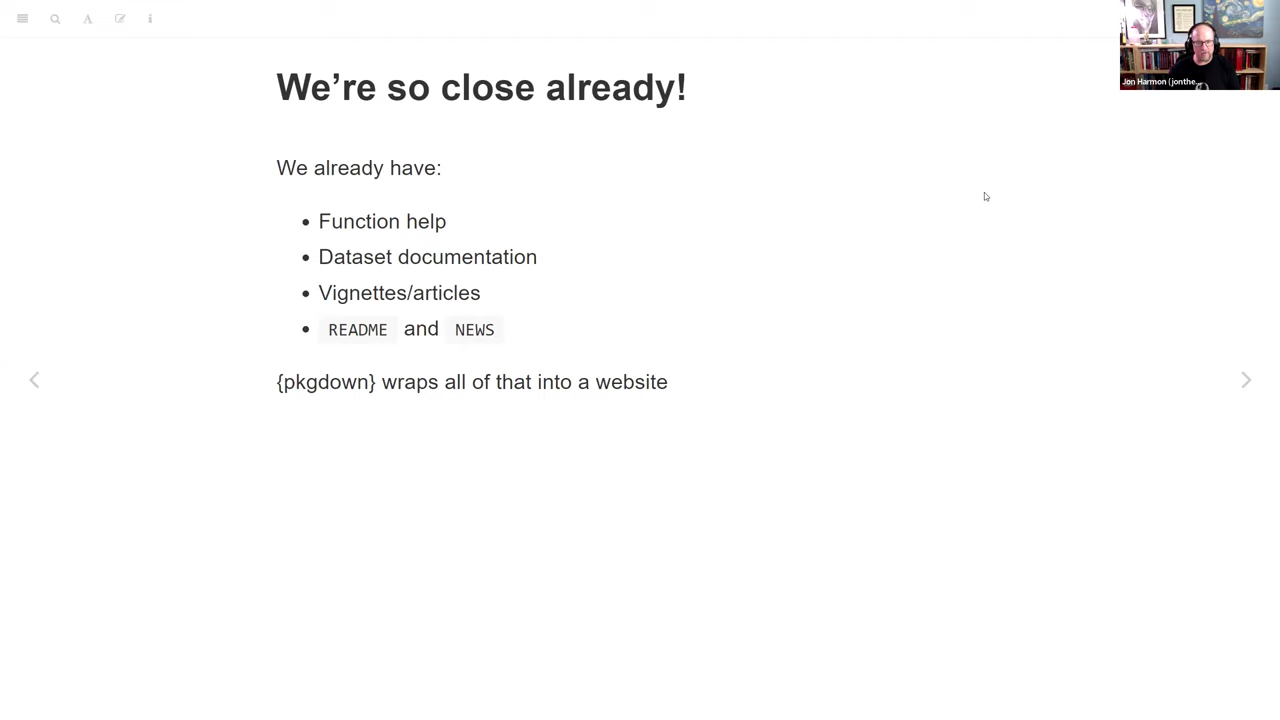 We're so close already!
Jon Harmon (jonthe...
We already have:
Function help
Dataset documentation
Vignettes/articles
README and NEWS
{pkgdown} wraps all of that into a website